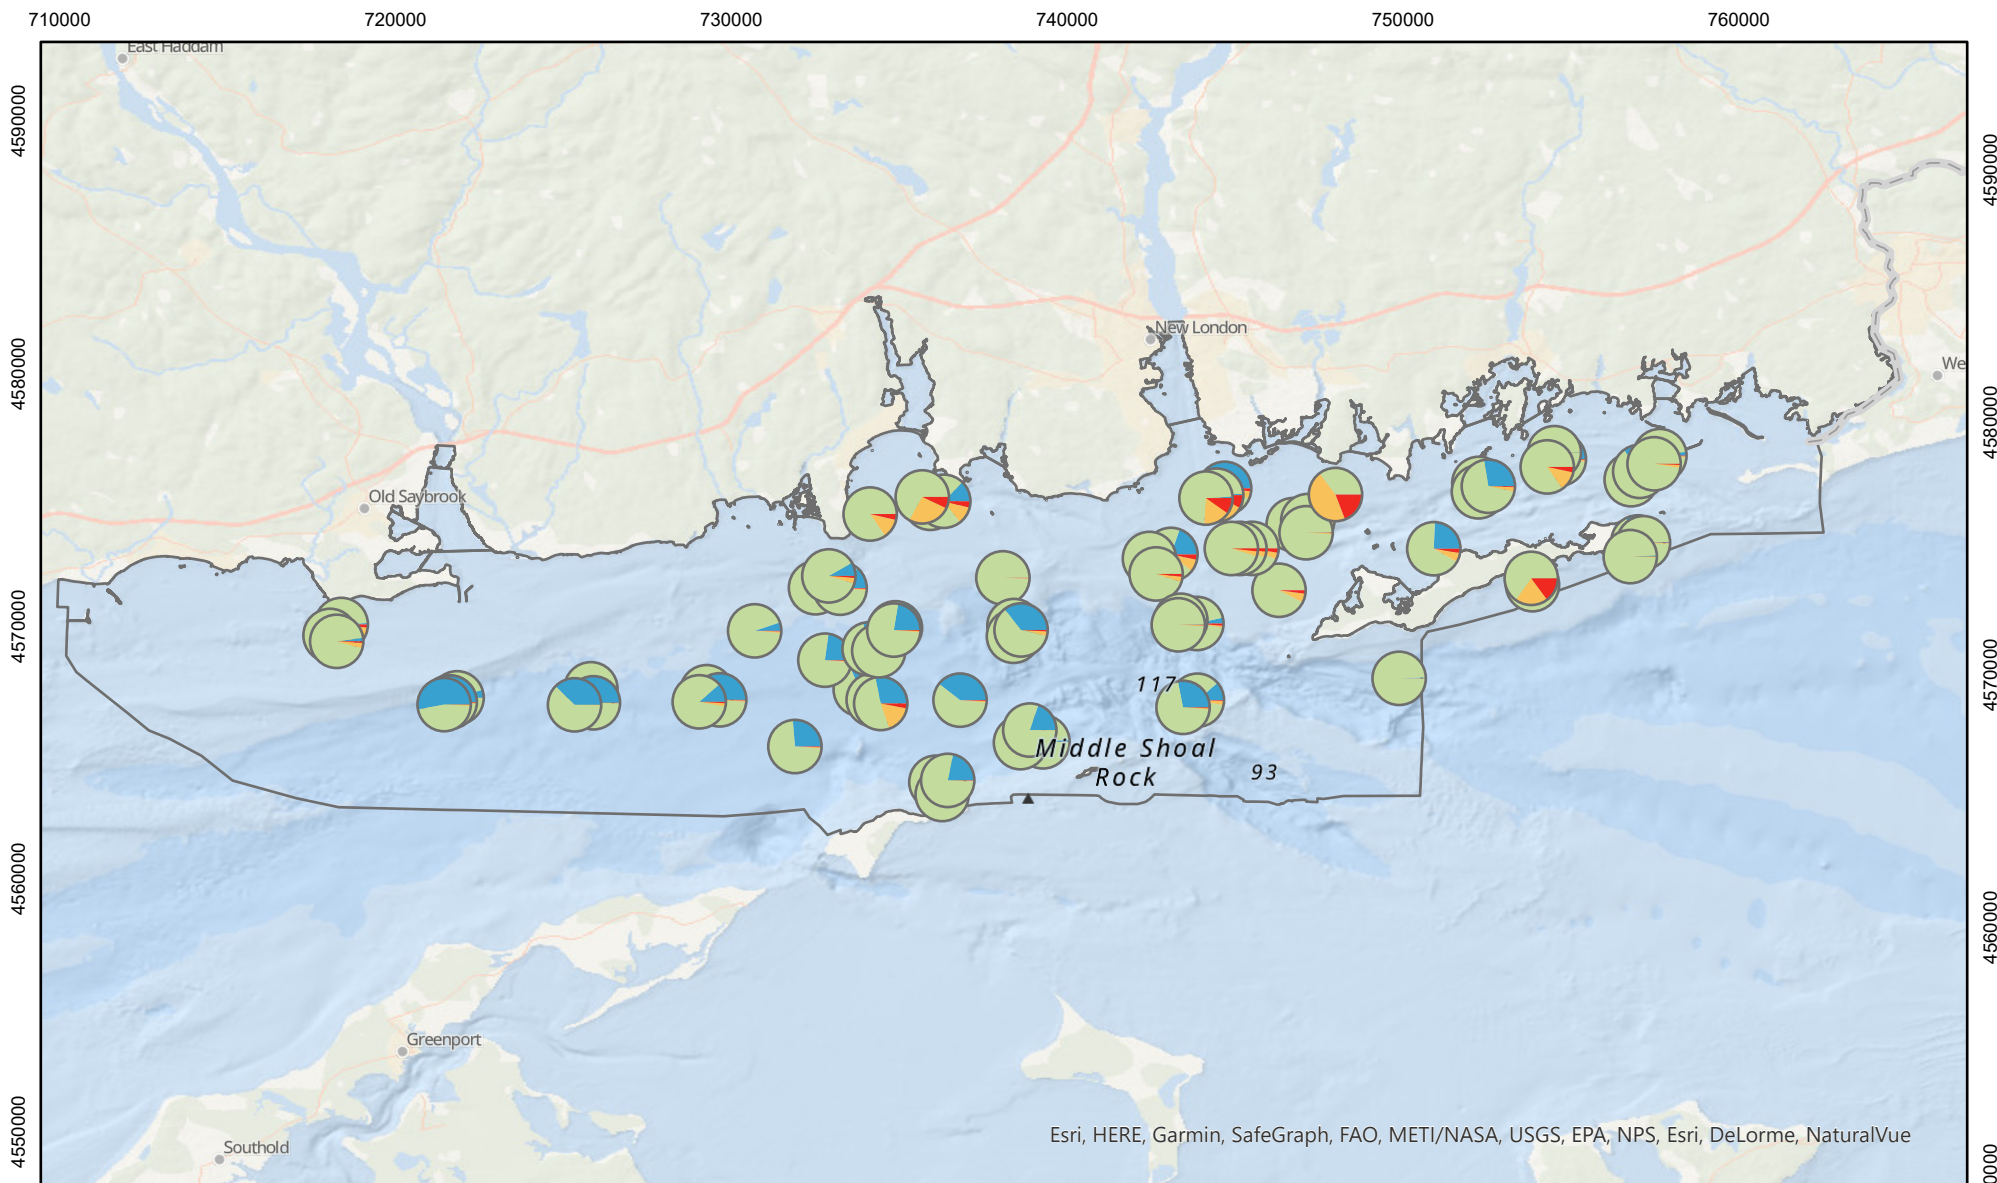 710000 720000 730000 740000 750000 760000
East Haddam
4590000
4590000
New London
4580000
We
4580000
Old Saybrook
4570000
4570000
117
Middle Shoal
Rock
93
4560000
4560000
Greenport
4550000
Esri, HERE, Garmin, SafeGraph, FAO, METI/NASA, USGS, EPA, NPS, Esri, DeLorme, NaturalVue
Southold